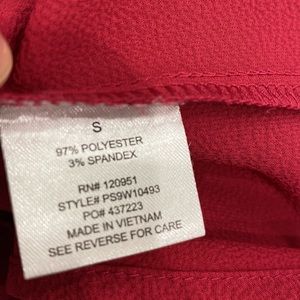 S
97% POLYESTER
3% SPANDEX
RN# 120951
STYLE# PS9W10493
PO# 437223
MADE IN VIETNAM
SEE REVERSE FOR CARE